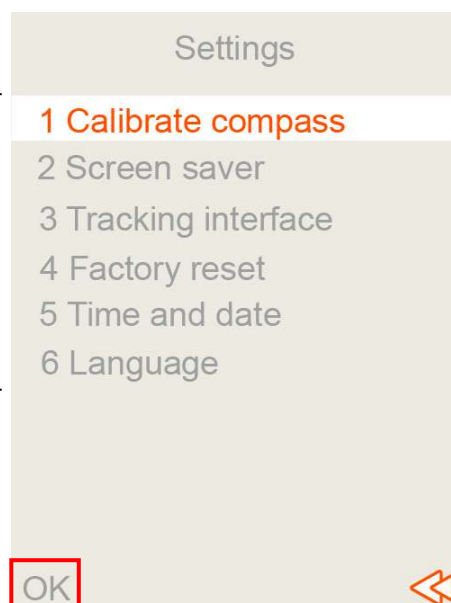 Settings
1 Calibrate compass
2 Screen saver
3 Tracking interface
4 Factory reset
5 Time and date
6 Language
OK